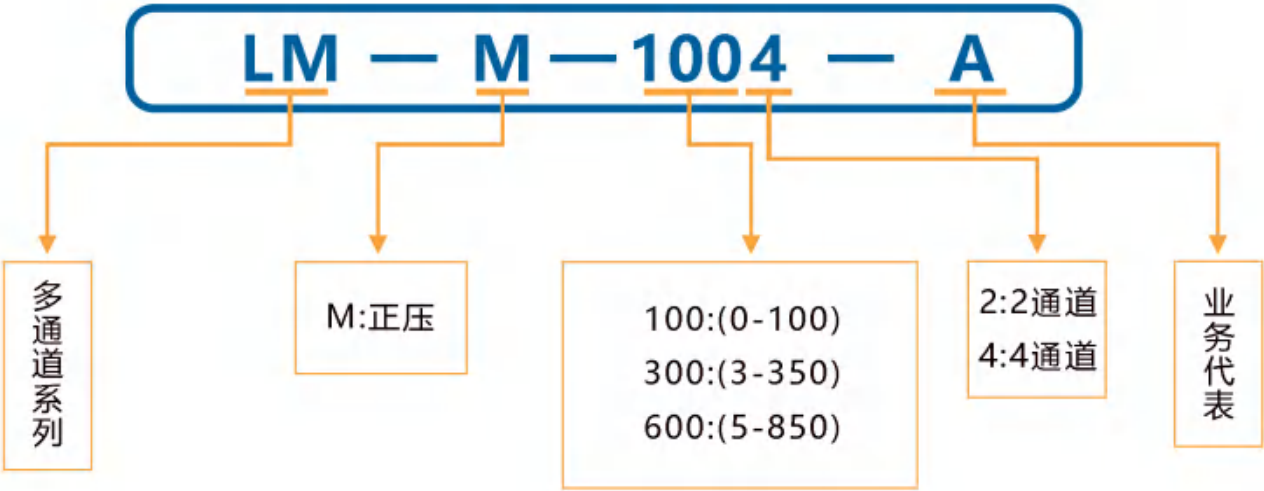 LM — M — 1004 — A
多通道系列
M:正压
100:(0-100)
300:(3-350)
600:(5-850)
2:2通道
4:4通道
业务代表